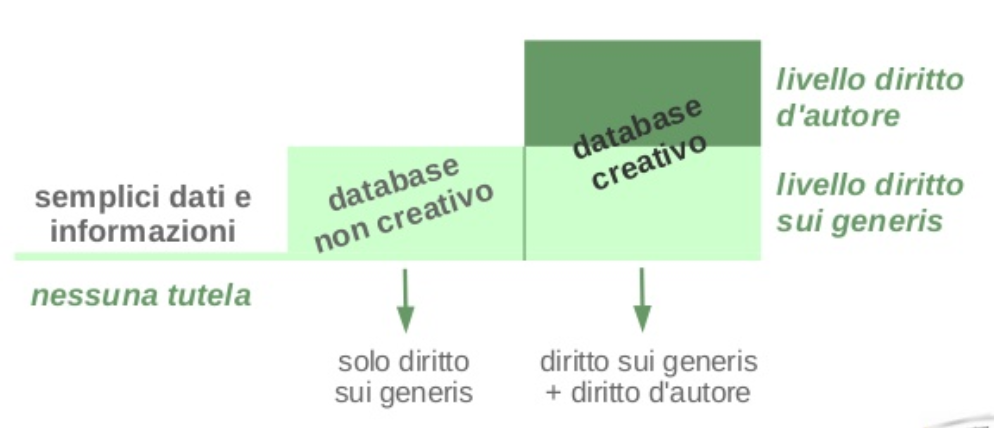 livello diritto
d'autore
database
creativo
livello diritto
sui generis
database
non creativo
semplici dati e
informazioni
nessuna tutela
solo diritto
sui generis
diritto sui generis
+ diritto d'autore